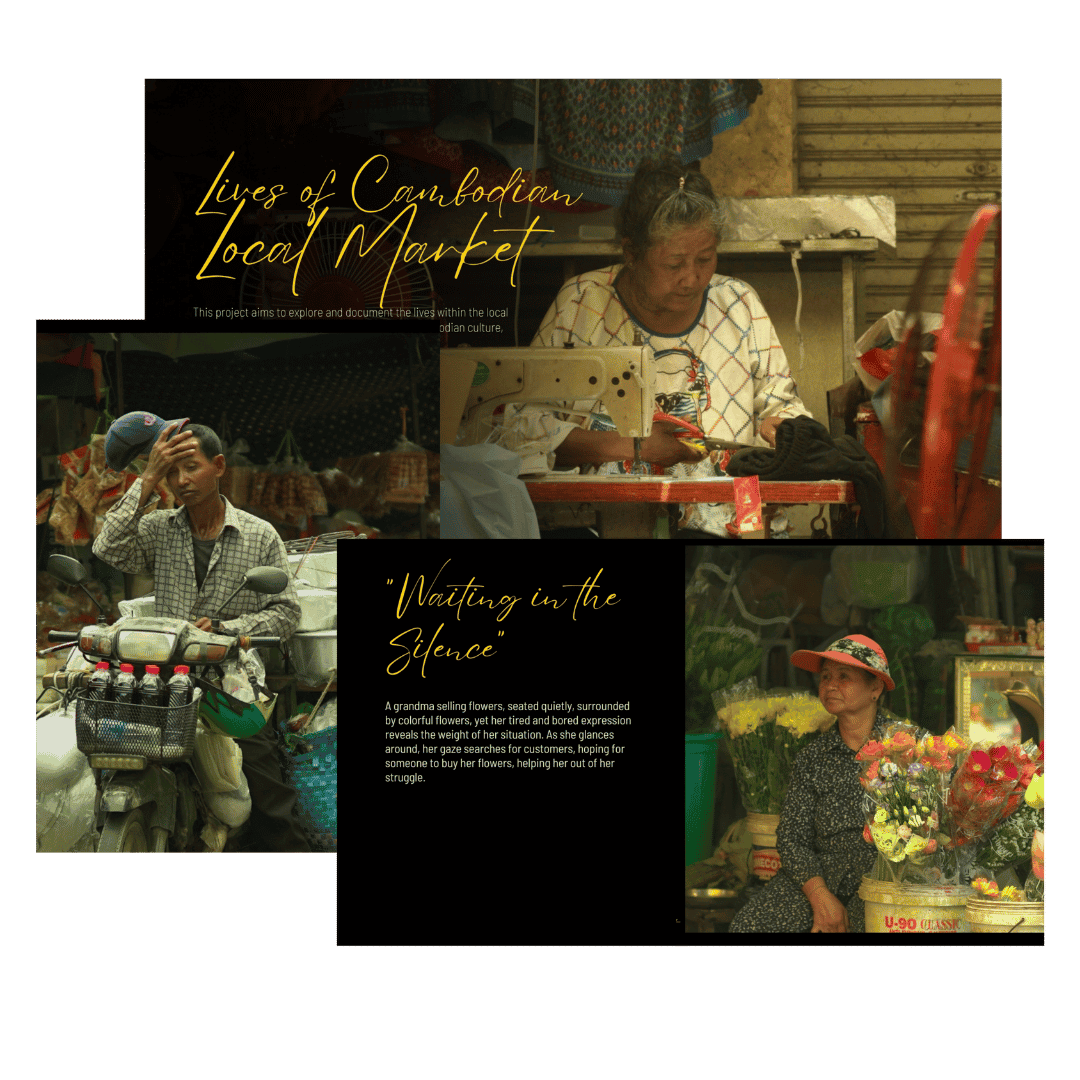 Lives of Cambodian
Local Market
This project aims to explore and document the lives within the local
odian culture,
"Waiting in the
Silence"
A grandma selling flowers, seated quietly, surrounded
by colorful flowers, yet her tired and bored expression
reveals the weight of her situation. As she glances
around, her gaze searches for customers, hoping for
someone to buy her flowers, helping her out of her
struggle.
U-90 CLASSIC